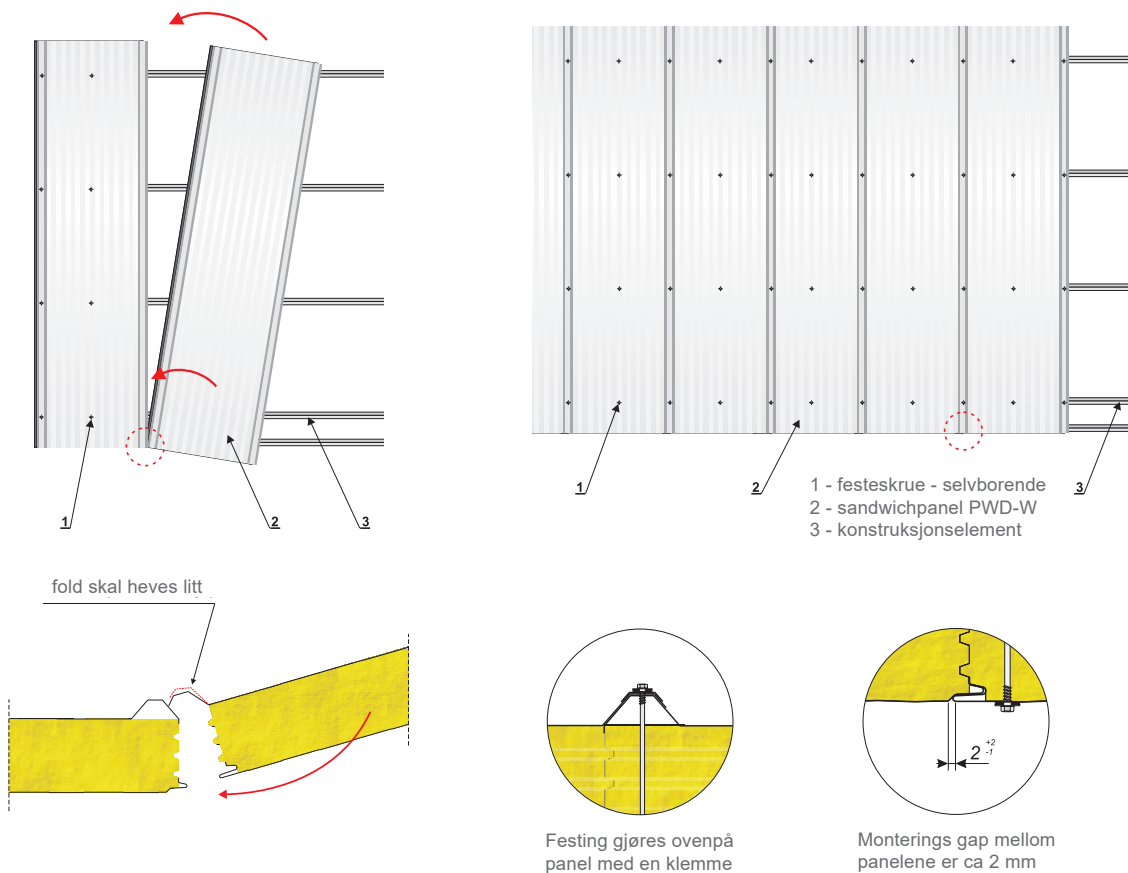 1
2
3
1
2
3
1 - festeskrue - selvborende
2 - sandwichpanel PWD-W
3 - konstruksjonselement
fold skal heves litt
2 +2 -1
Festing gjøres ovenpå
panel med en klemme
Monterings gap mellom
panelene er ca 2 mm